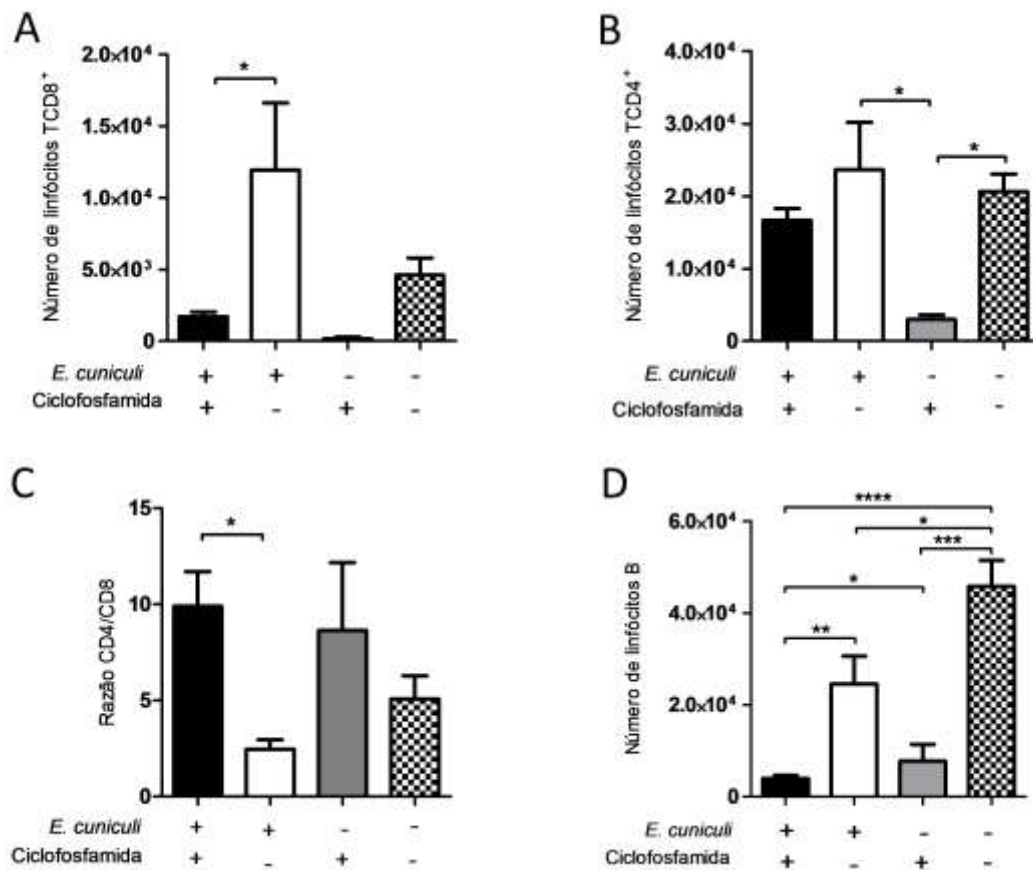 A
Número de linfócitos TCD8⁺
2.0×10⁴
1.5×10⁴
1.0×10⁴
5.0×10³
0
*
E. cuniculi + + - -
Ciclofosfamida + - + -
B
Número de linfócitos TCD4⁺
4.0×10⁴
3.0×10⁴
2.0×10⁴
1.0×10⁴
0
*
*
E. cuniculi + + - -
Ciclofosfamida + - + -
C
Razão CD4/CD8
15
10
5
0
*
E. cuniculi + + - -
Ciclofosfamida + - + -
D
Número de linfócitos B
6.0×10⁴
4.0×10⁴
2.0×10⁴
0
****
*
***
*
**
E. cuniculi + + - -
Ciclofosfamida + - + -